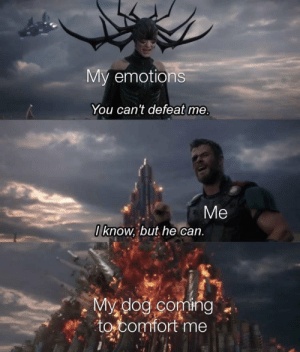 My emotions
You can't defeat me.
Me
I know, but he can.
My dog coming
to comfort me